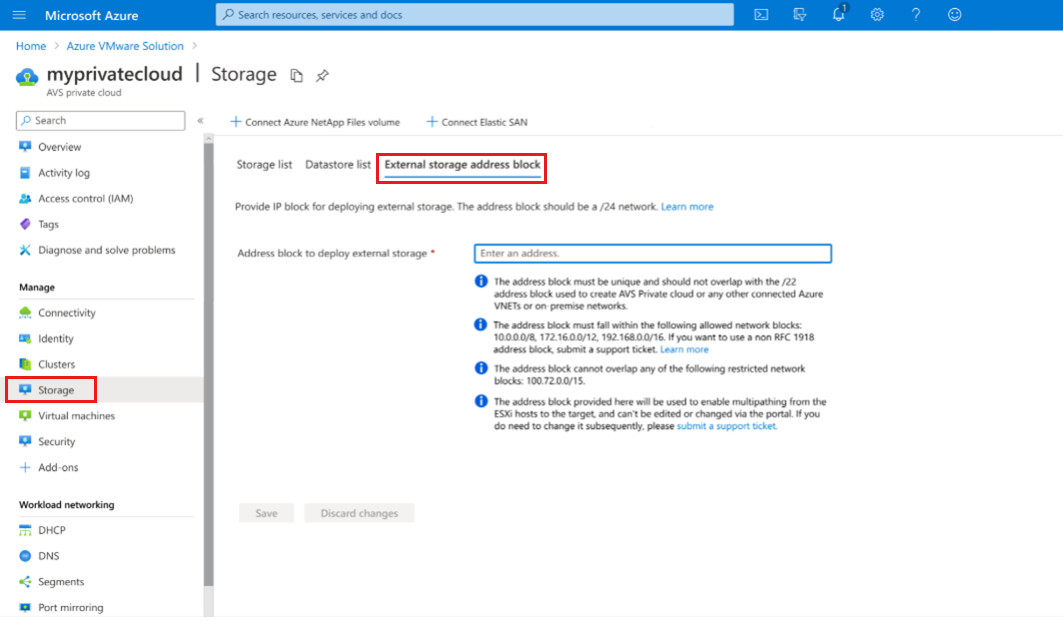 Microsoft Azure
Search resources, services and docs
1
Home > Azure VMware Solution >
myprivatecloud | Storage
AVS private cloud
Search
«
Overview
Activity log
Access control (IAM)
Tags
Diagnose and solve problems
Manage
Connectivity
Identity
Clusters
Storage
Virtual machines
Security
Add-ons
Workload networking
DHCP
DNS
Segments
Port mirroring
+ Connect Azure NetApp Files volume + Connect Elastic SAN
Storage list Datastore list External storage address block
Provide IP block for deploying external storage. The address block should be a /24 network. Learn more
Address block to deploy external storage *
Enter an address.
The address block must be unique and should not overlap with the /22
address block used to create AVS Private cloud or any other connected Azure
VNETs or on-premise networks.
The address block must fall within the following allowed network blocks:
10.0.0.0/8, 172.16.0.0/12, 192.168.0.0/16. If you want to use a non RFC 1918
address block, submit a support ticket. Learn more
The address block cannot overlap any of the following restricted network
blocks: 100.72.0.0/15.
The address block provided here will be used to enable multipathing from the
ESXi hosts to the target, and can't be edited or changed via the portal. If you
do need to change it subsequently, please submit a support ticket.
Save Discard changes